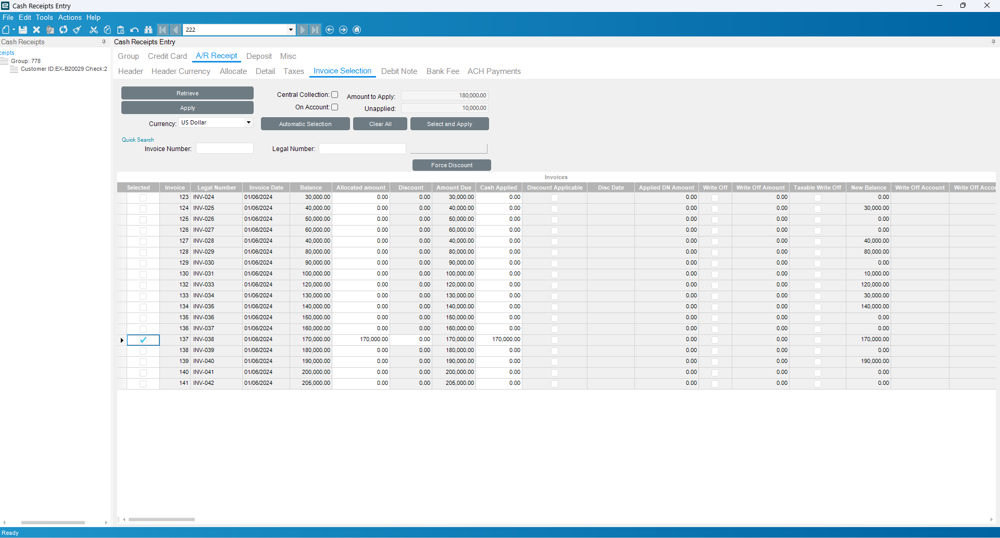 Cash Receipts Entry
File Edit Tools Actions Help
222
Cash Receipts
Cash Receipts Entry
ceipts
Group: 778
Customer ID:EX-B20029 Check:2
Group Credit Card A/R Receipt Deposit Misc
Header Header Currency Allocate Detail Taxes Invoice Selection Debit Note Bank Fee ACH Payments
Retrieve
Central Collection: Amount to Apply: 180,000.00
Apply
On Account: Unapplied: 10,000.00
Currency: US Dollar
Automatic Selection Clear All Select and Apply
Quick Search
Invoice Number: Legal Number:
Force Discount
Invoices
Selected Invoice Legal Number Invoice Date Balance Allocated amount Discount Amount Due Cash Applied Discount Applicable Disc Date Applied DN Amount Write Off Write Off Amount Taxable Write Off New Balance Write Off Account Write Off Accou
123 INV-024 01/06/2024 30,000.00 0.00 0.00 30,000.00 0.00 0.00 0.00 0.00
124 INV-025 01/06/2024 40,000.00 0.00 0.00 40,000.00 0.00 0.00 0.00 30,000.00
125 INV-026 01/06/2024 50,000.00 0.00 0.00 50,000.00 0.00 0.00 0.00 0.00
126 INV-027 01/06/2024 60,000.00 0.00 0.00 60,000.00 0.00 0.00 0.00 0.00
127 INV-028 01/06/2024 40,000.00 0.00 0.00 40,000.00 0.00 0.00 0.00 40,000.00
128 INV-029 01/06/2024 80,000.00 0.00 0.00 80,000.00 0.00 0.00 0.00 80,000.00
129 INV-030 01/06/2024 90,000.00 0.00 0.00 90,000.00 0.00 0.00 0.00 0.00
130 INV-031 01/06/2024 100,000.00 0.00 0.00 100,000.00 0.00 0.00 0.00 10,000.00
132 INV-033 01/06/2024 120,000.00 0.00 0.00 120,000.00 0.00 0.00 0.00 120,000.00
133 INV-034 01/06/2024 130,000.00 0.00 0.00 130,000.00 0.00 0.00 0.00 30,000.00
134 INV-035 01/06/2024 140,000.00 0.00 0.00 140,000.00 0.00 0.00 0.00 140,000.00
135 INV-036 01/06/2024 150,000.00 0.00 0.00 150,000.00 0.00 0.00 0.00 0.00
136 INV-037 01/06/2024 160,000.00 0.00 0.00 160,000.00 0.00 0.00 0.00 0.00
137 INV-038 01/06/2024 170,000.00 170,000.00 0.00 170,000.00 170,000.00 0.00 0.00 170,000.00
138 INV-039 01/06/2024 180,000.00 0.00 0.00 180,000.00 0.00 0.00 0.00 0.00
139 INV-040 01/06/2024 190,000.00 0.00 0.00 190,000.00 0.00 0.00 0.00 190,000.00
140 INV-041 01/06/2024 200,000.00 0.00 0.00 200,000.00 0.00 0.00 0.00 0.00
141 INV-042 01/06/2024 205,000.00 0.00 0.00 205,000.00 0.00 0.00 0.00 0.00
Ready